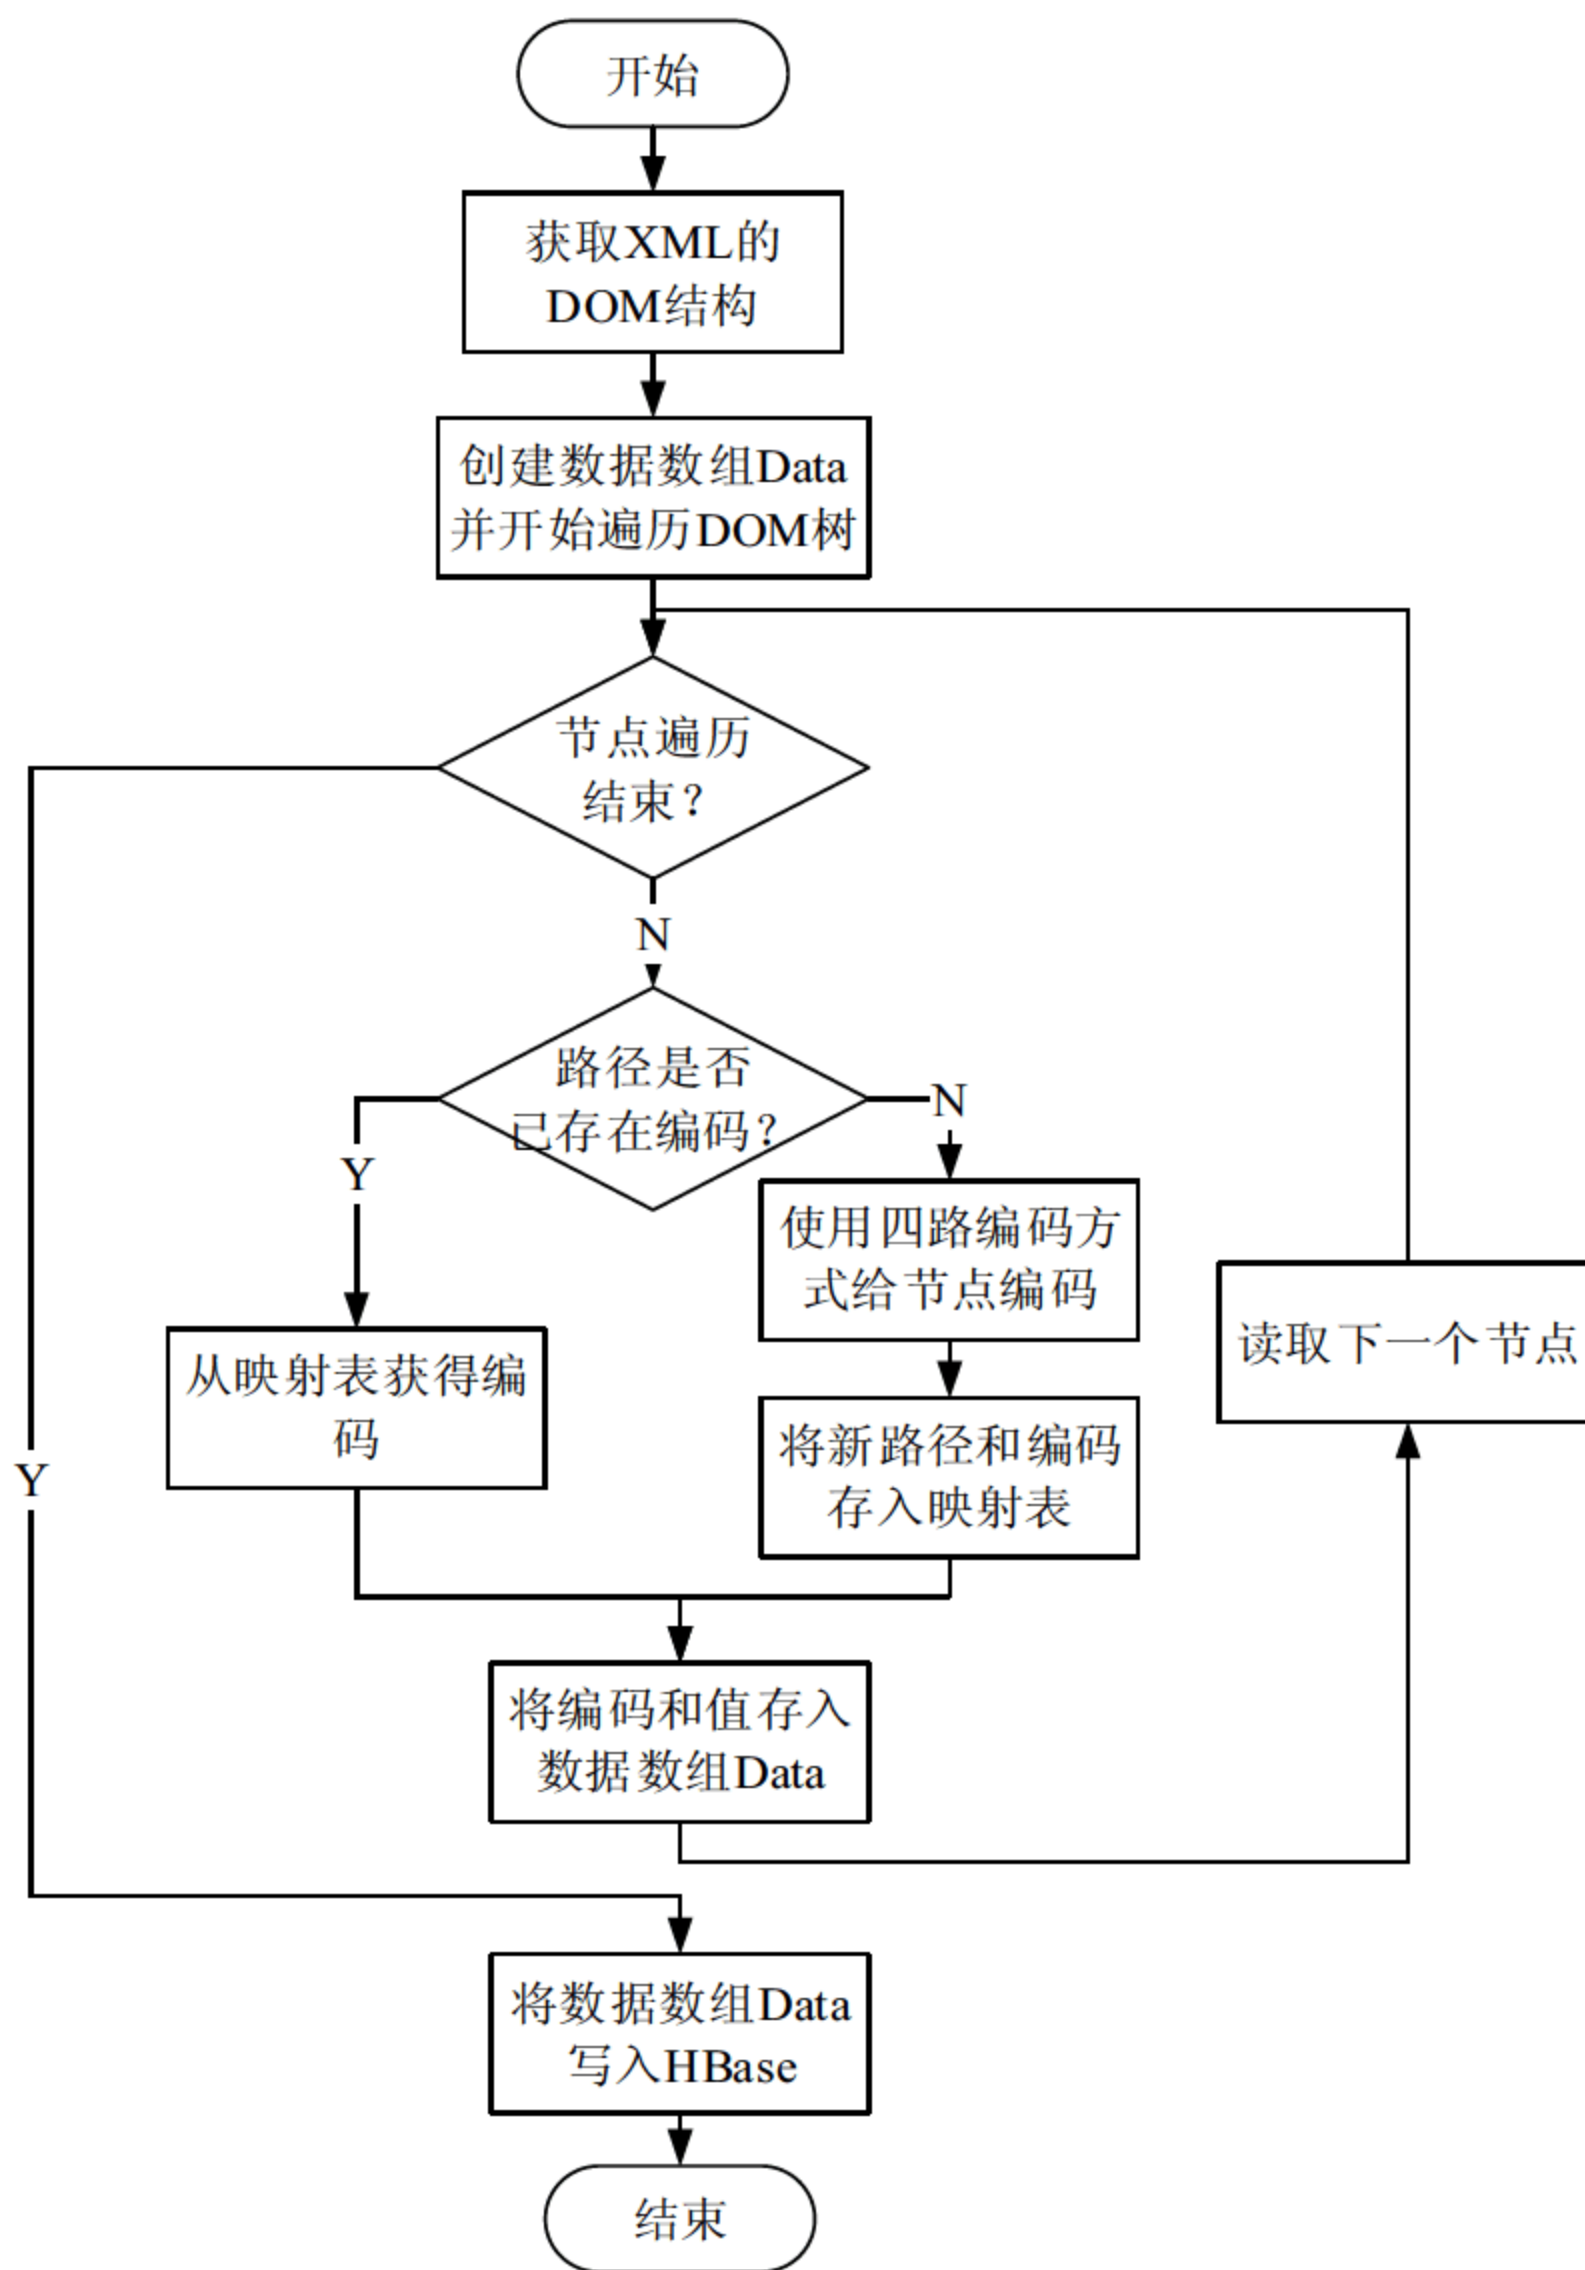 开始
获取XML的
DOM结构
创建数据数组Data
并开始遍历DOM树
节点遍历
结束？
N
路径是否
已存在编码？
N
Y
使用四路编码方
式给节点编码
读取下一个节点
从映射表获得编
码
将新路径和编码
存入映射表
Y
将编码和值存入
数据数组Data
将数据数组Data
写入HBase
结束